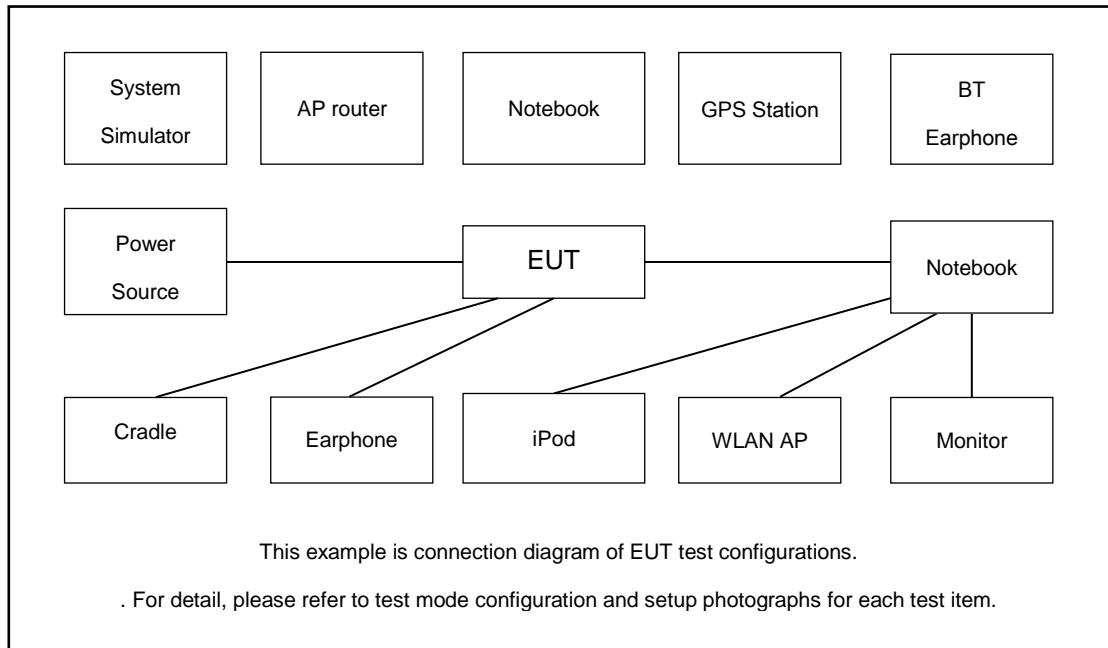 System
Simulator
AP router
Notebook
GPS Station
BT
Earphone
Power
Source
EUT
Notebook
Cradle
Earphone
iPod
WLAN AP
Monitor
This example is connection diagram of EUT test configurations.
. For detail, please refer to test mode configuration and setup photographs for each test item.